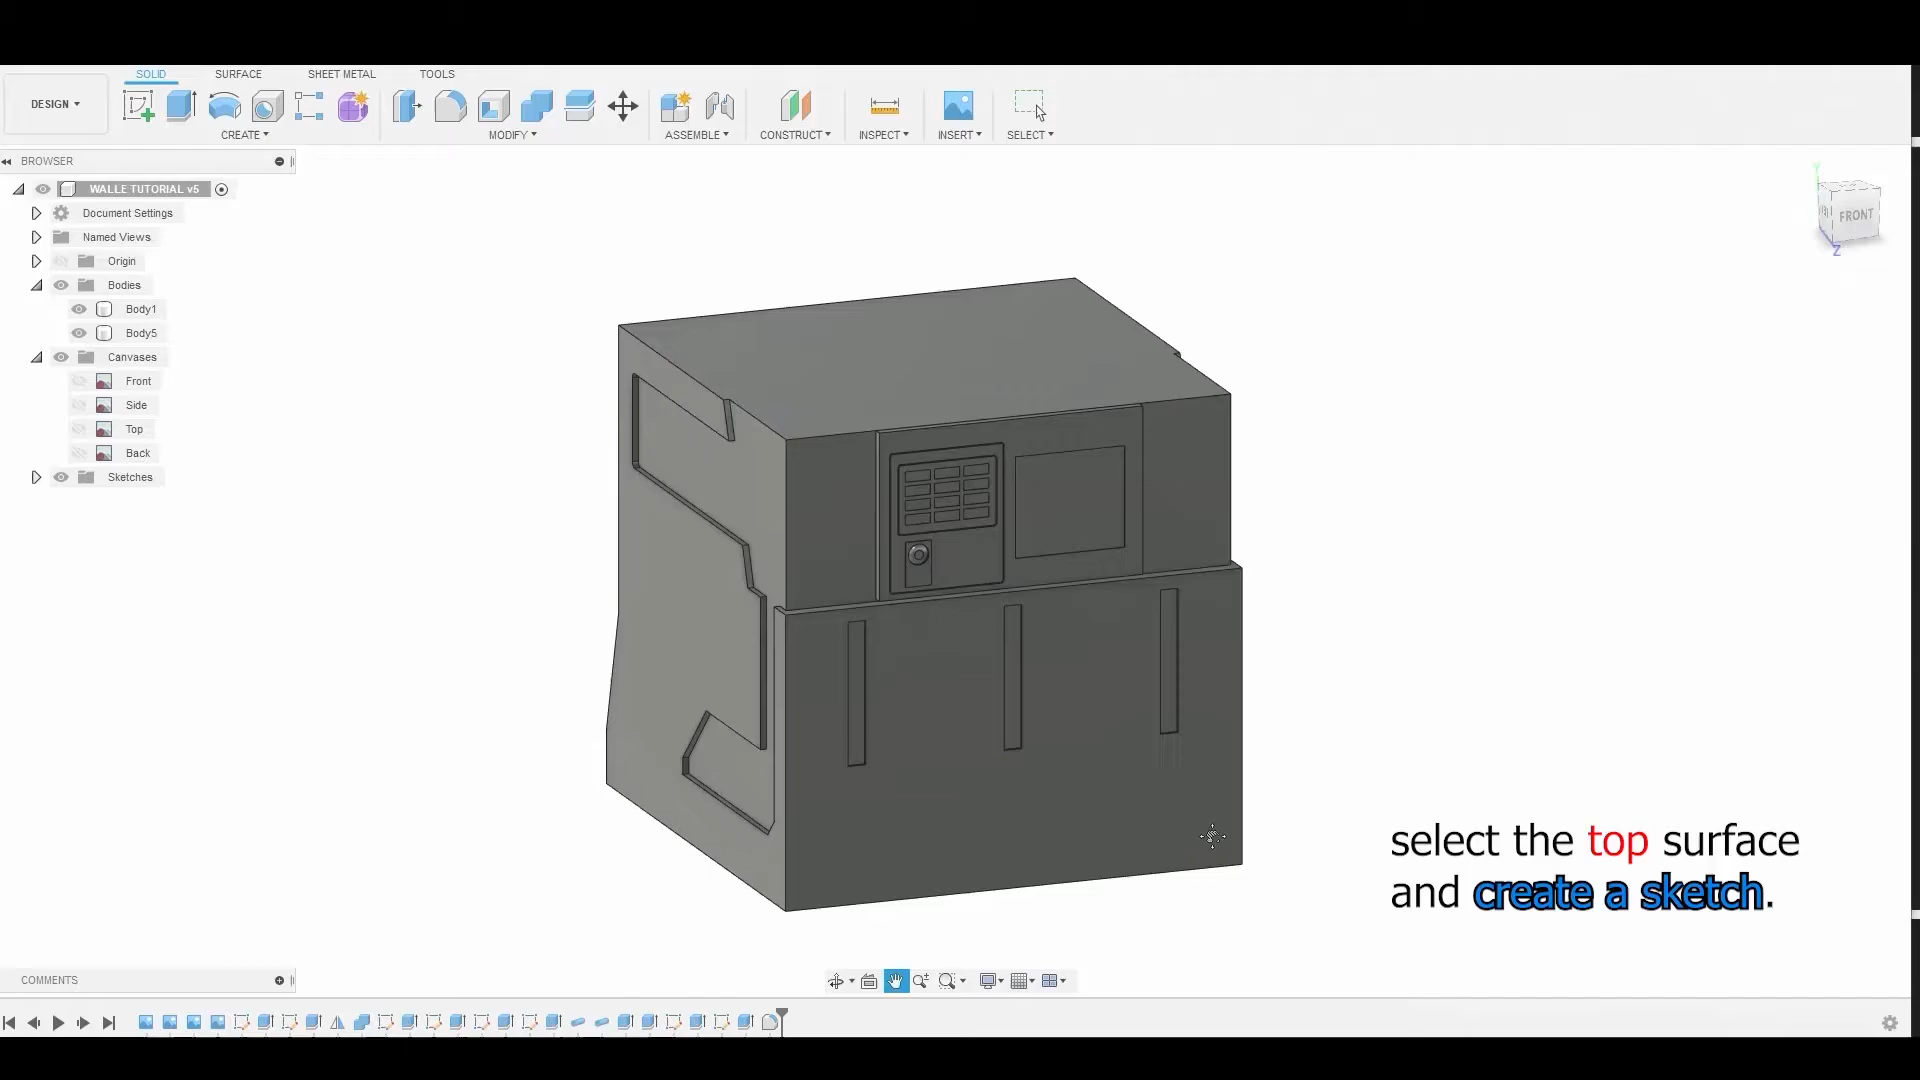 SOLID SURFACE SHEET METAL TOOLS
DESIGN
CREATE MODIFY ASSEMBLE CONSTRUCT INSPECT INSERT SELECT
BROWSER
WALLE TUTORIAL v5
Document Settings
Named Views
Origin
Bodies
Body1
Body5
Canvases
Front
Side
Top
Back
Sketches
Y
FRONT
Z
select the top surface
and create a sketch.
COMMENTS